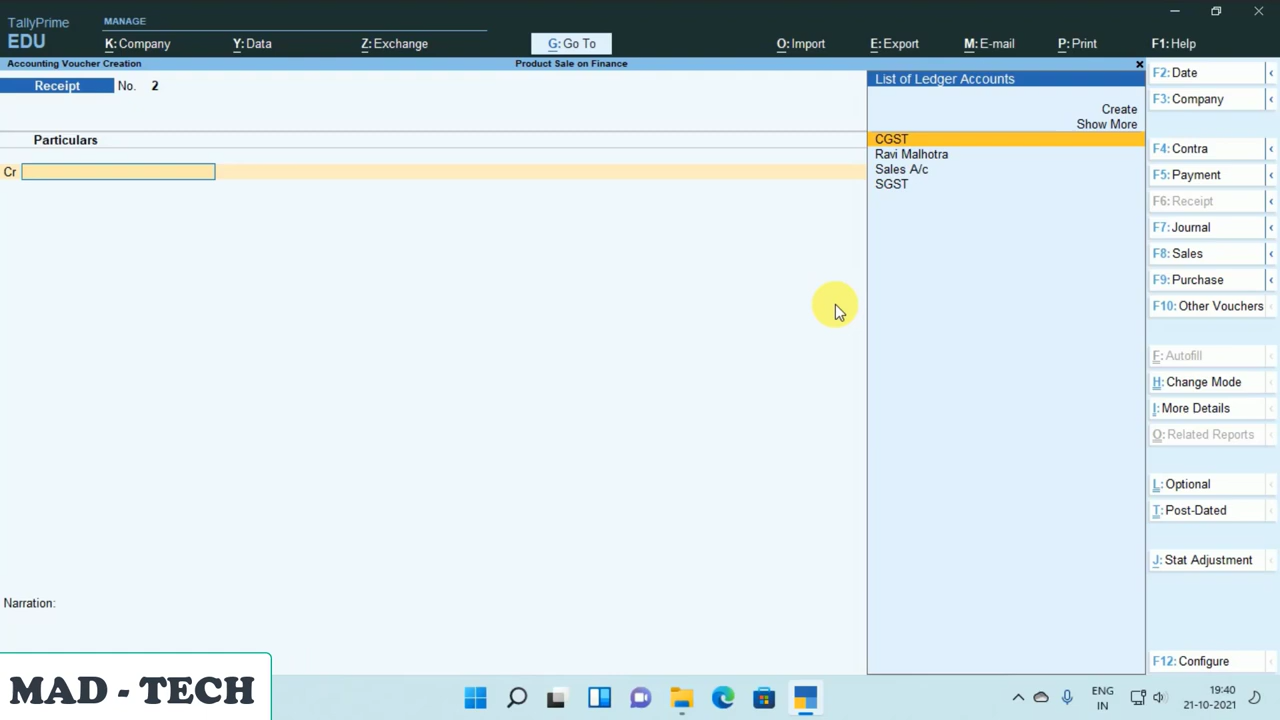 TallyPrime
EDU
MANAGE
K: Company
Y: Data
Z: Exchange
G: Go To
O: Import
E: Export
M: E-mail
P: Print
F1: Help
Accounting Voucher Creation
Product Sale on Finance
Receipt No. 2
Particulars
Cr
Narration:
List of Ledger Accounts
Create
Show More
CGST
Ravi Malhotra
Sales A/c
SGST
F2: Date
F3: Company
F4: Contra
F5: Payment
F6: Receipt
F7: Journal
F8: Sales
F9: Purchase
F10: Other Vouchers
F: Autofill
H: Change Mode
I: More Details
O: Related Reports
L: Optional
T: Post-Dated
J: Stat Adjustment
F12: Configure
MAD - TECH
ENG
IN
19:40
21-10-2021